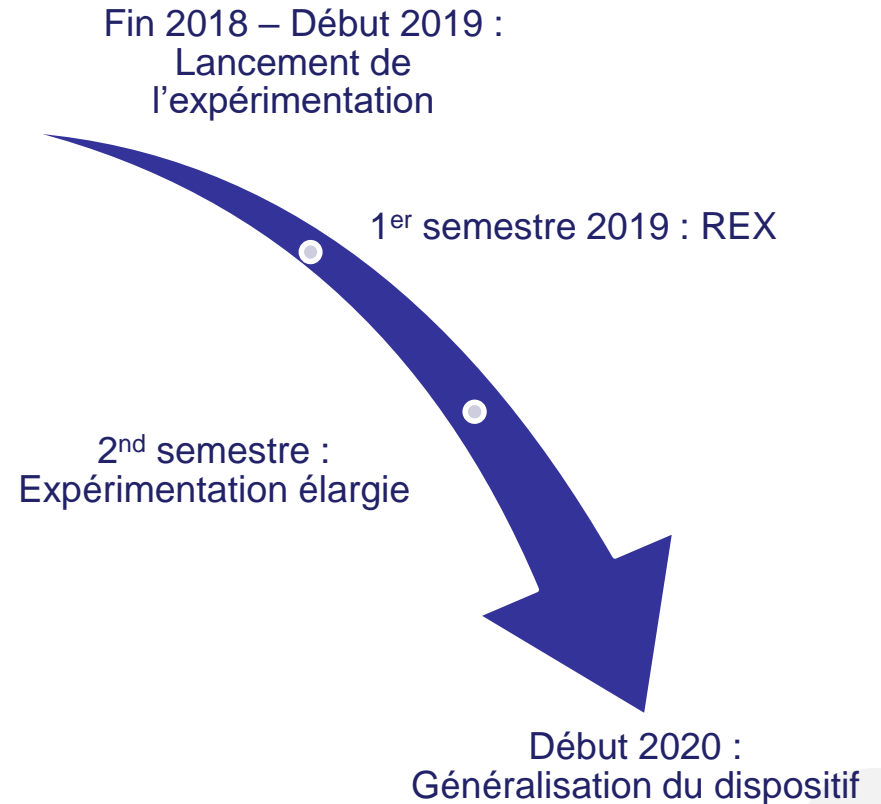 Fin 2018 – Début 2019 :
Lancement de
l’expérimentation
1er semestre 2019 : REX
2nd semestre :
Expérimentation élargie
Début 2020 :
Généralisation du dispositif